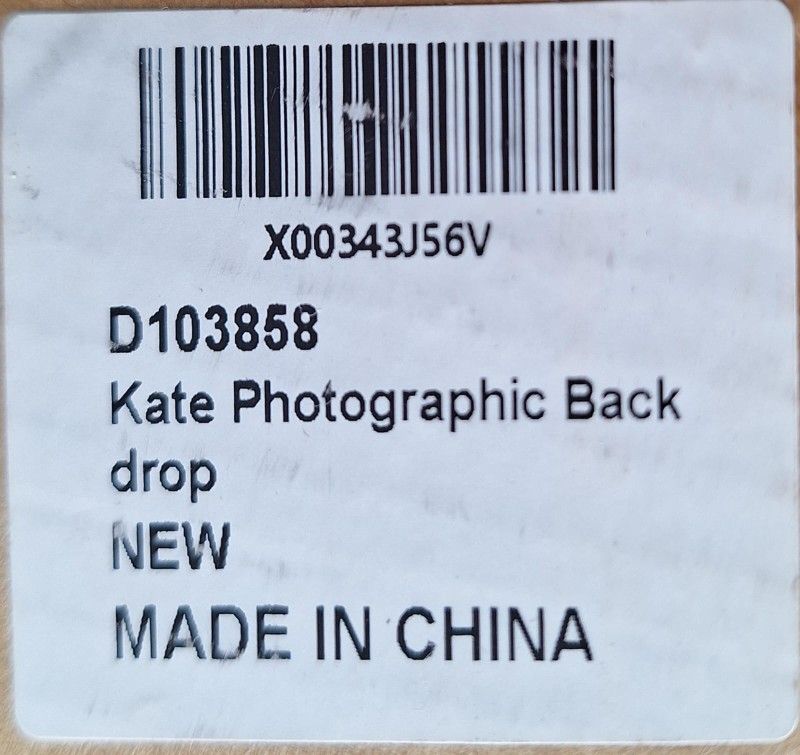 X00343J56V
D103858
Kate Photographic Back
drop
NEW
MADE IN CHINA